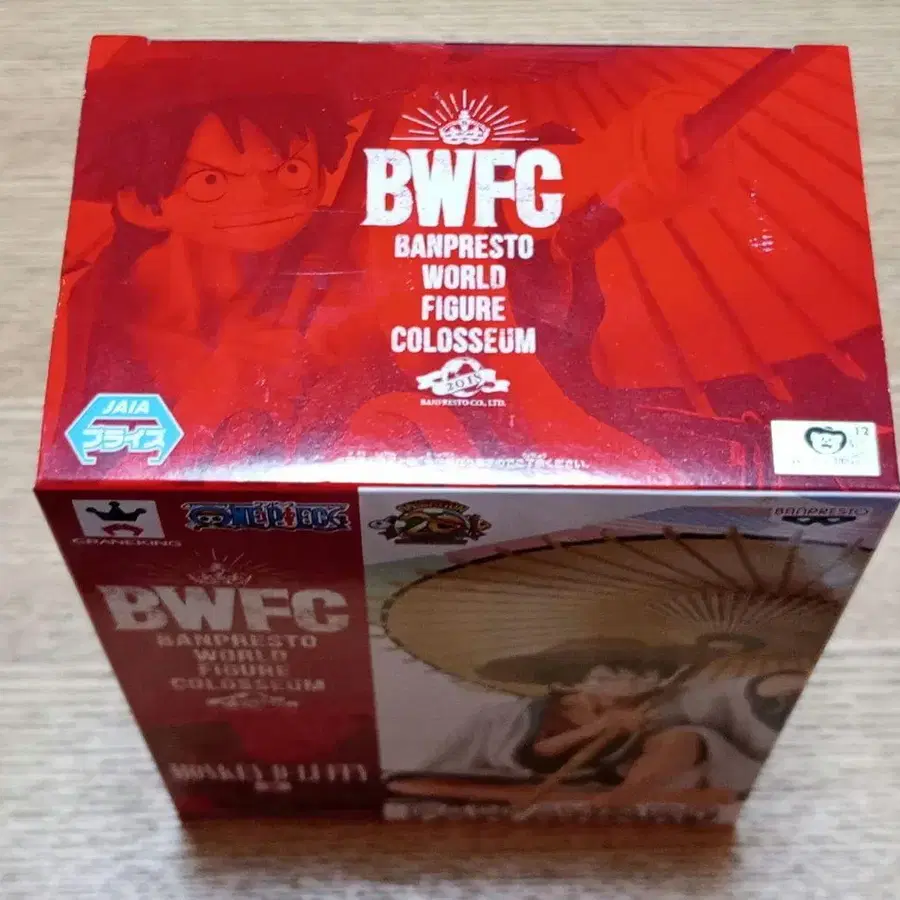 BWFC
BANPRESTO
WORLD
FIGURE
COLOSSEUM
2015
BANPRESTO CO., LTD.
JAIA
プライズ
12
CRANEKING
ONE PIECE
BANPRESTO
BWFC
BANPRESTO
WORLD
FIGURE
COLOSSEUM
MONKEY D LUFFY